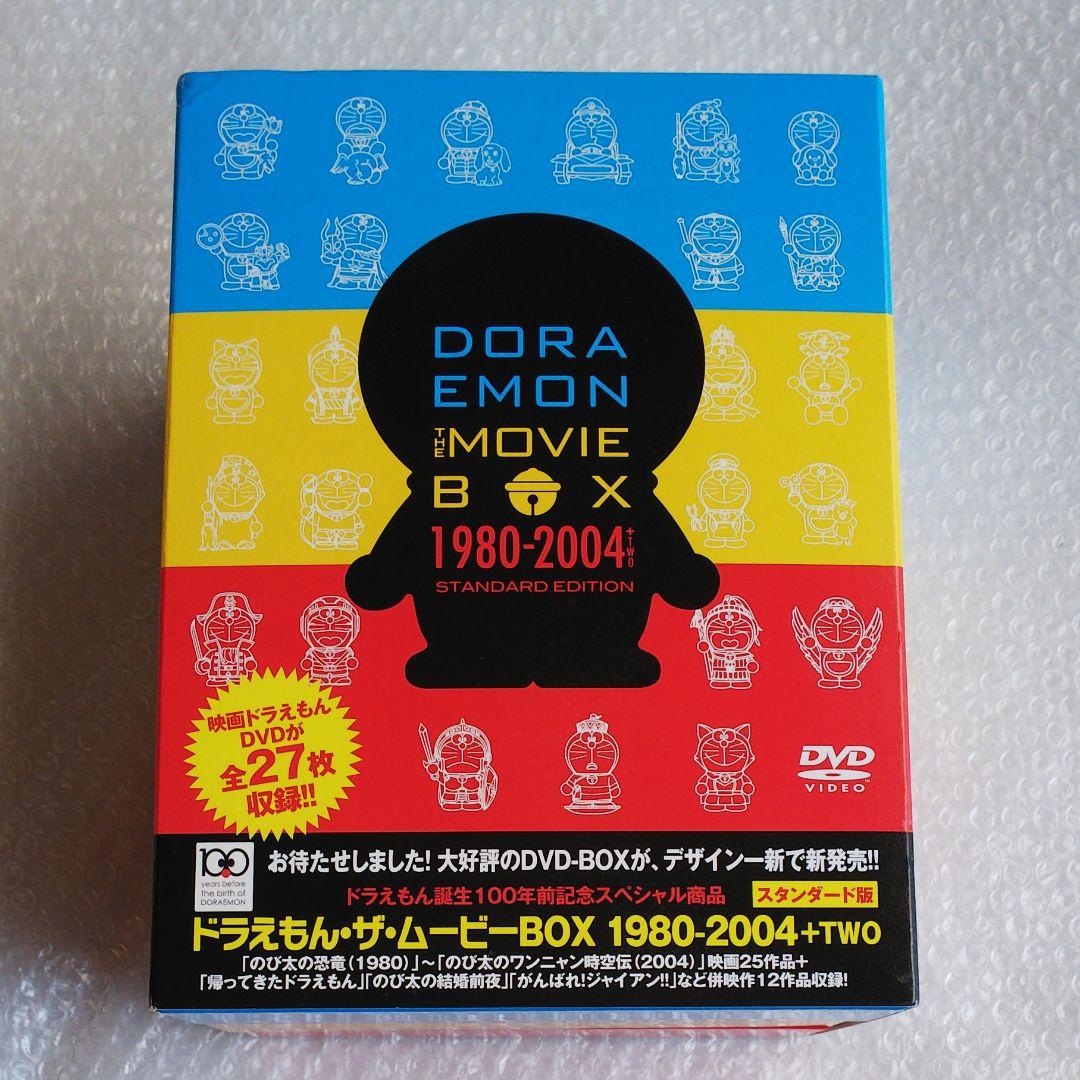 DORA
EMON
THE MOVIE
BOX
1980-2004 +TWO
STANDARD EDITION
映画ドラえもん
DVDが
全27枚
収録!!
DVD
VIDEO
TM
100
years before
the birth of
DORAEMON
お待たせしました!大好評のDVD-BOXが、デザイン一新で新発売!!
ドラえもん誕生100年前記念スペシャル商品 スタンダード版
ドラえもん・ザ・ムービーBOX 1980-2004+TWO
「のび太の恐竜(1980)」~「のび太のワンニャン時空伝(2004)」映画25作品+
「帰ってきたドラえもん」「のび太の結婚前夜」「がんばれ!ジャイアン!!」など併映作12作品収録!